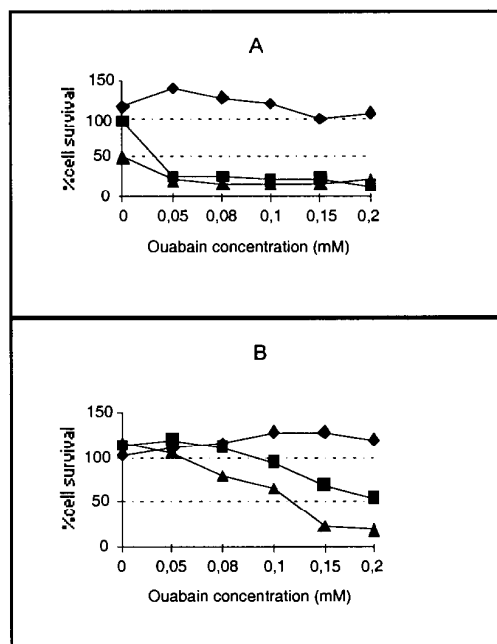 A
150
100
50
0
%cell survival
0 0,05 0,08 0,1 0,15 0,2
Ouabain concentration (mM)
B
150
100
50
0
%cell survival
0 0,05 0,08 0,1 0,15 0,2
Ouabain concentration (mM)